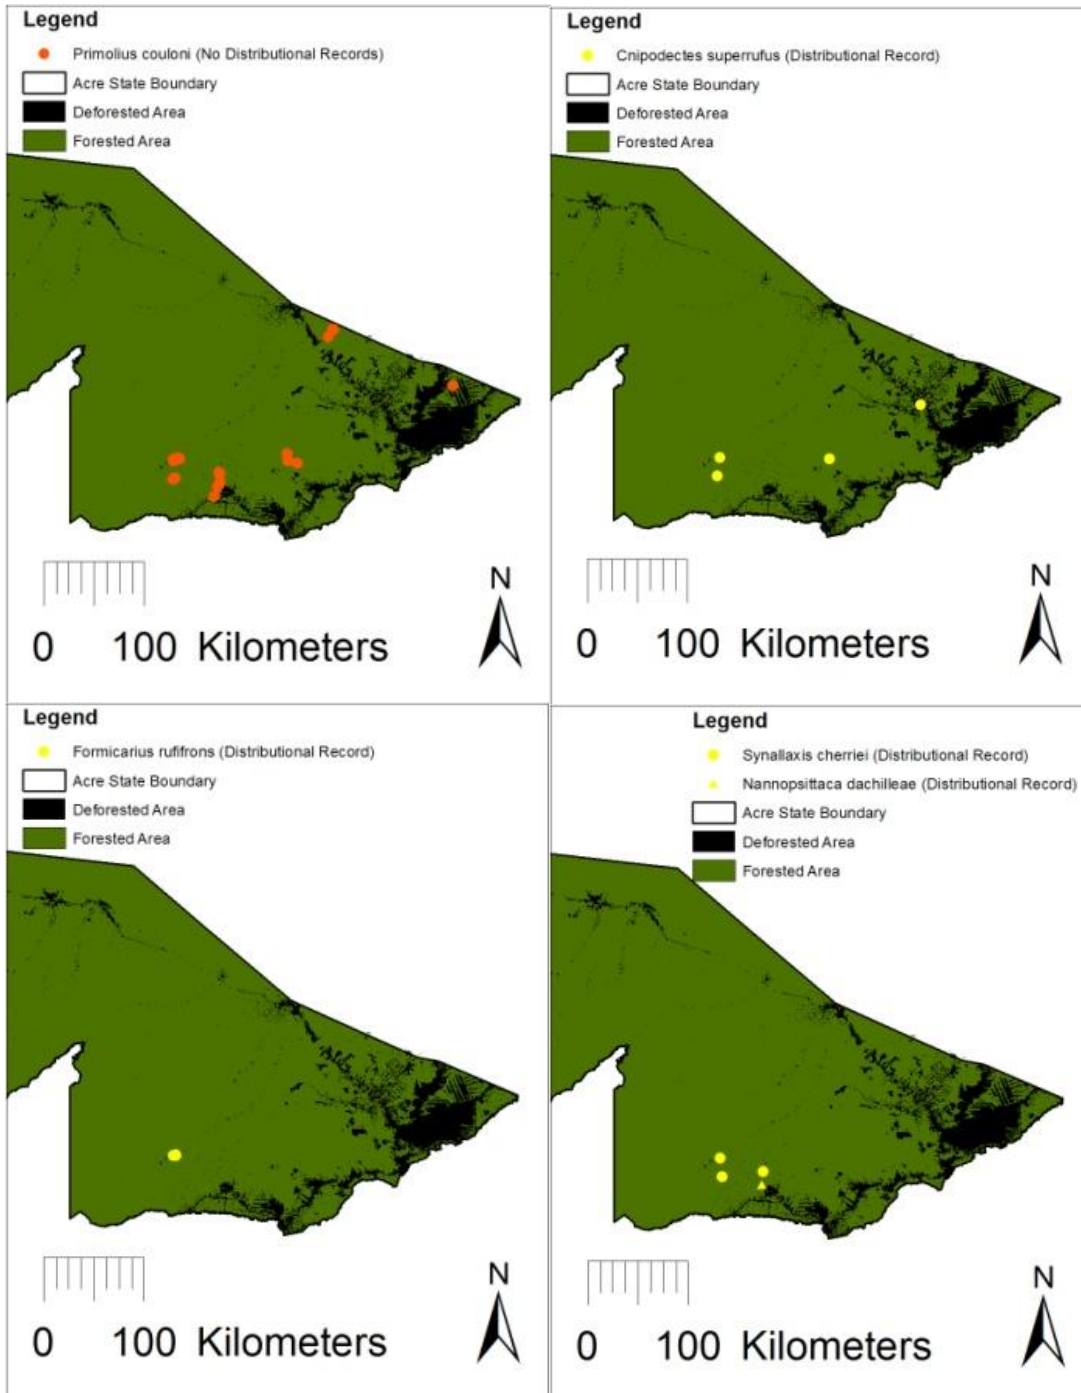 Legend
Primolius couloni (No Distributional Records)
Acre State Boundary
Deforested Area
Forested Area
N
0 100 Kilometers
Legend
Cnipodectes superrufus (Distributional Record)
Acre State Boundary
Deforested Area
Forested Area
N
0 100 Kilometers
Legend
Formicarius rufifrons (Distributional Record)
Acre State Boundary
Deforested Area
Forested Area
N
0 100 Kilometers
Legend
Synallaxis cherriei (Distributional Record)
Nannopsittaca dachilleae (Distributional Record)
Acre State Boundary
Deforested Area
Forested Area
N
0 100 Kilometers